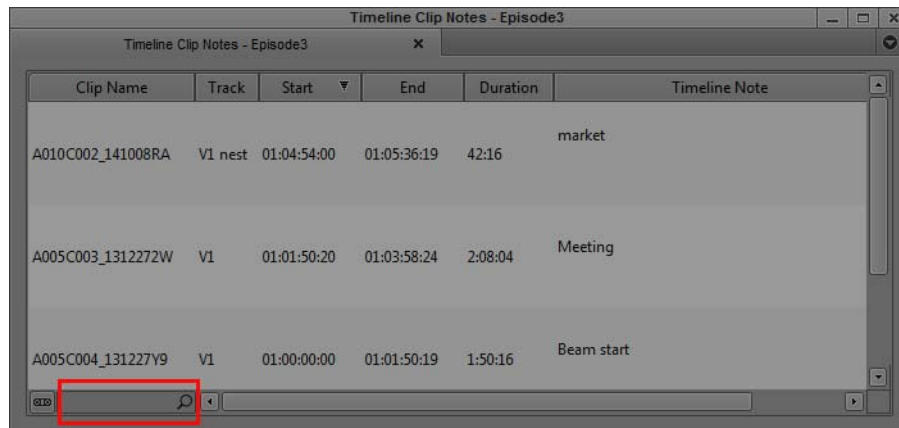 Timeline Clip Notes - Episode3
Timeline Clip Notes - Episode3
Clip Name Track Start End Duration Timeline Note
A010C002_141008RA V1 nest 01:04:54:00 01:05:36:19 42:16 market
A005C003_1312272W V1 01:01:50:20 01:03:58:24 2:08:04 Meeting
A005C004_131227Y9 V1 01:00:00:00 01:01:50:19 1:50:16 Beam start